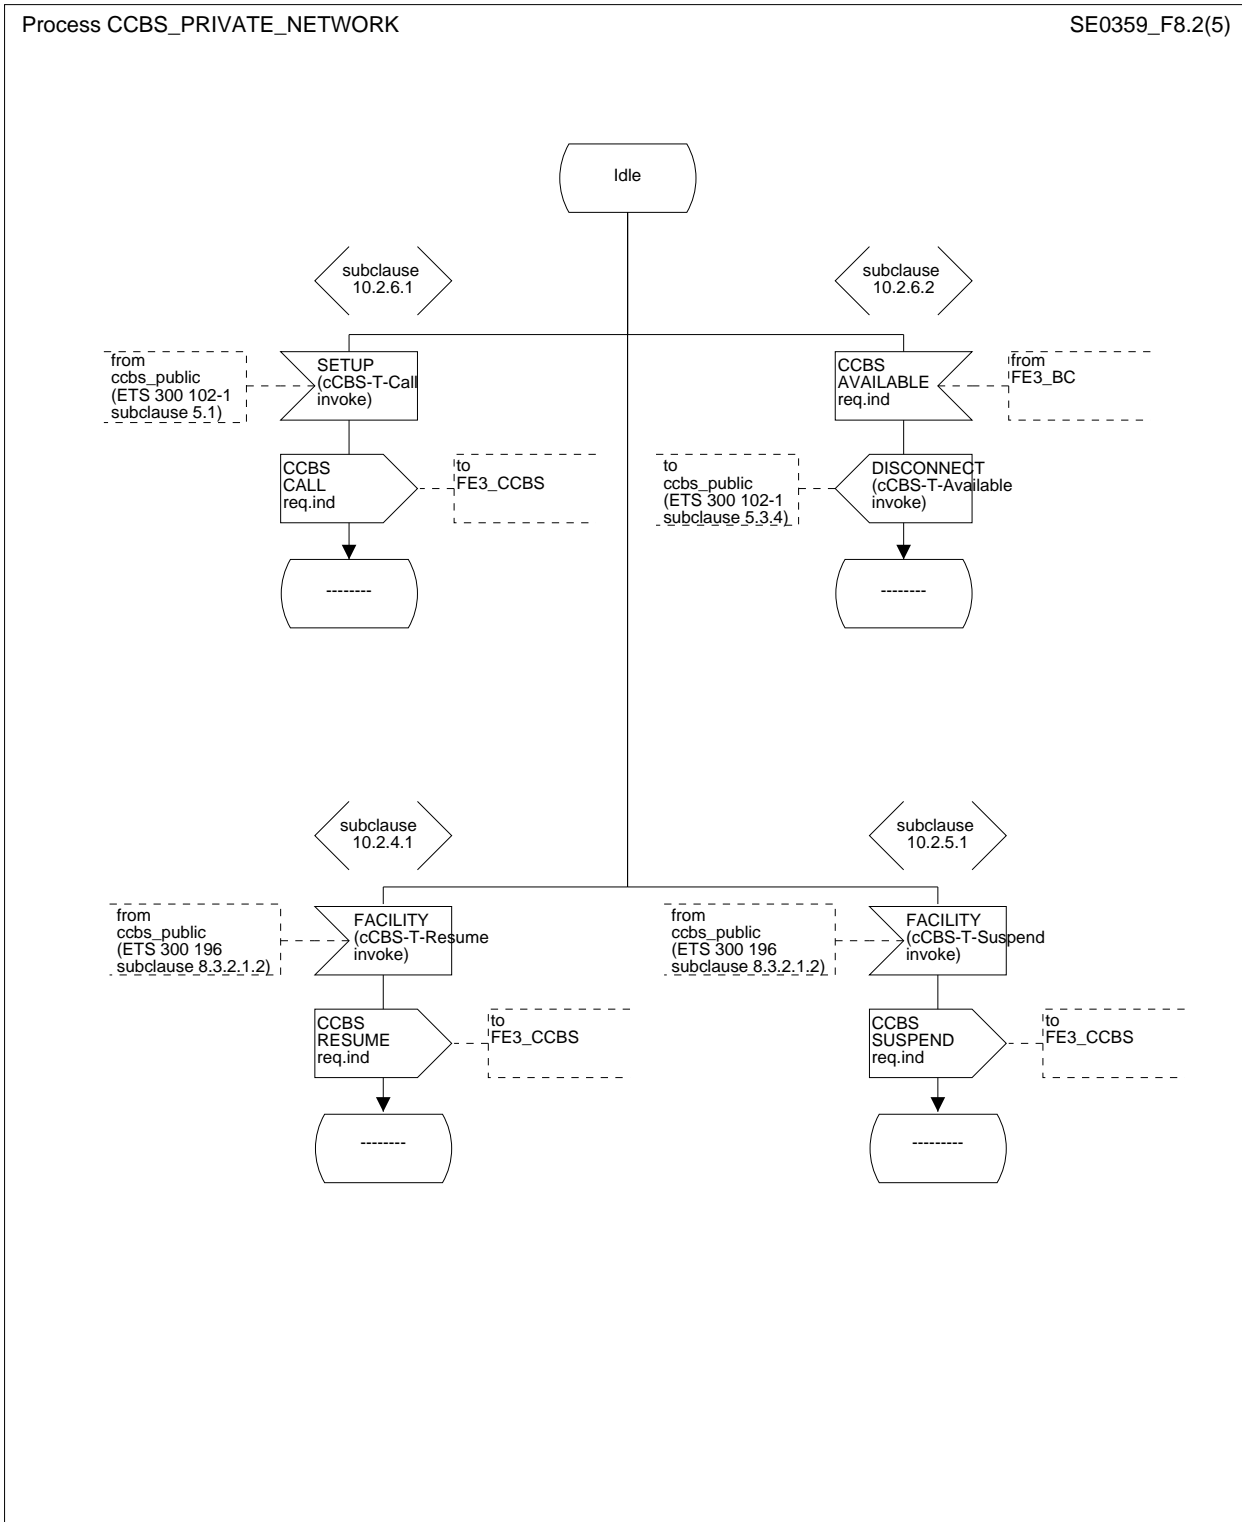 Process CCBS_PRIVATE_NETWORK
SE0359_F8.2(5)
Idle
subclause
10.2.6.1
subclause
10.2.6.2
from
ccbs_public
(ETS 300 102-1
subclause 5.1)
SETUP
(cCBS-T-Call
invoke)
CCBS
AVAILABLE
req.ind
from
FE3_BC
CCBS
CALL
req.ind
to
FE3_CCBS
to
ccbs_public
(ETS 300 102-1
subclause 5.3.4)
DISCONNECT
(cCBS-T-Available
invoke)
--------
--------
subclause
10.2.4.1
subclause
10.2.5.1
from
ccbs_public
(ETS 300 196
subclause 8.3.2.1.2)
FACILITY
(cCBS-T-Resume
invoke)
from
ccbs_public
(ETS 300 196
subclause 8.3.2.1.2)
FACILITY
(cCBS-T-Suspend
invoke)
CCBS
RESUME
req.ind
to
FE3_CCBS
CCBS
SUSPEND
req.ind
to
FE3_CCBS
--------
---------